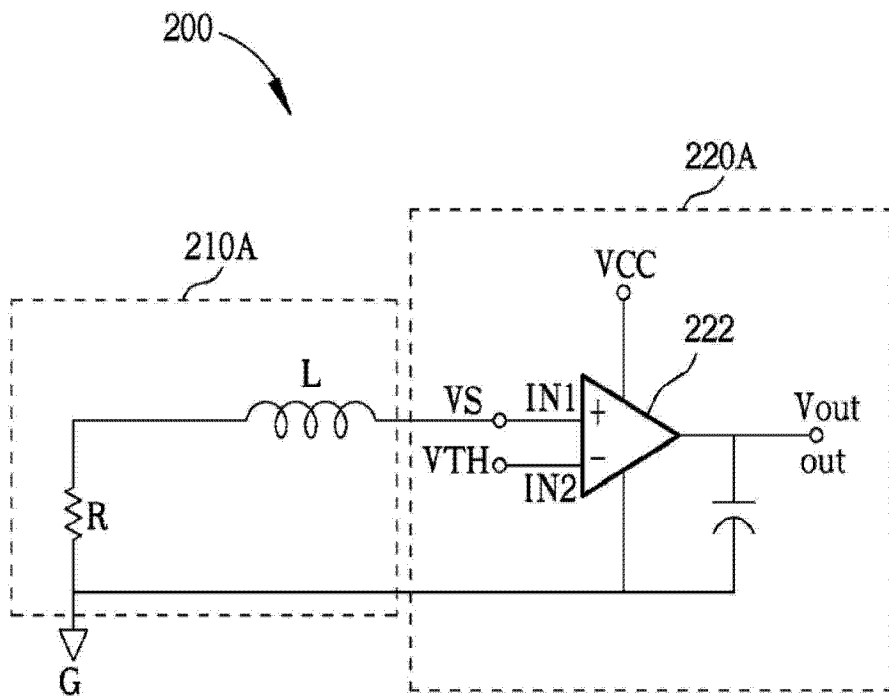 200
220A
210A
VCC
222
L
VS
IN1
+
Vout
VTH
-
out
IN2
R
G